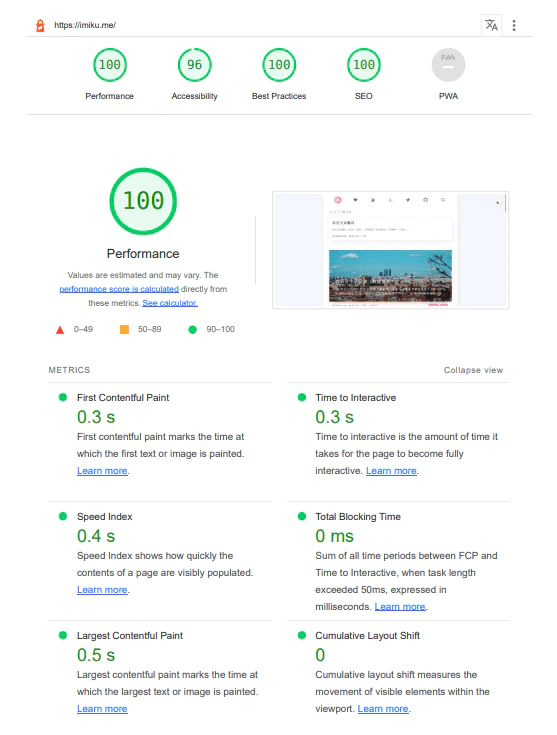 https://imiku.me/
100
96
100
100
PWA
Performance
Accessibility
Best Practices
SEO
PWA
100
Performance
Values are estimated and may vary. The
performance score is calculated directly from
these metrics. See calculator.
0–49
50–89
90–100
METRICS
Collapse view
First Contentful Paint
0.3 s
First contentful paint marks the time at
which the first text or image is painted.
Learn more.
Time to Interactive
0.3 s
Time to interactive is the amount of time it
takes for the page to become fully
interactive. Learn more.
Speed Index
0.4 s
Speed Index shows how quickly the
contents of a page are visibly populated.
Learn more.
Total Blocking Time
0 ms
Sum of all time periods between FCP and
Time to Interactive, when task length
exceeded 50ms, expressed in
milliseconds. Learn more.
Largest Contentful Paint
0.5 s
Largest contentful paint marks the time at
which the largest text or image is painted.
Learn more
Cumulative Layout Shift
0
Cumulative layout shift measures the
movement of visible elements within the
viewport. Learn more.